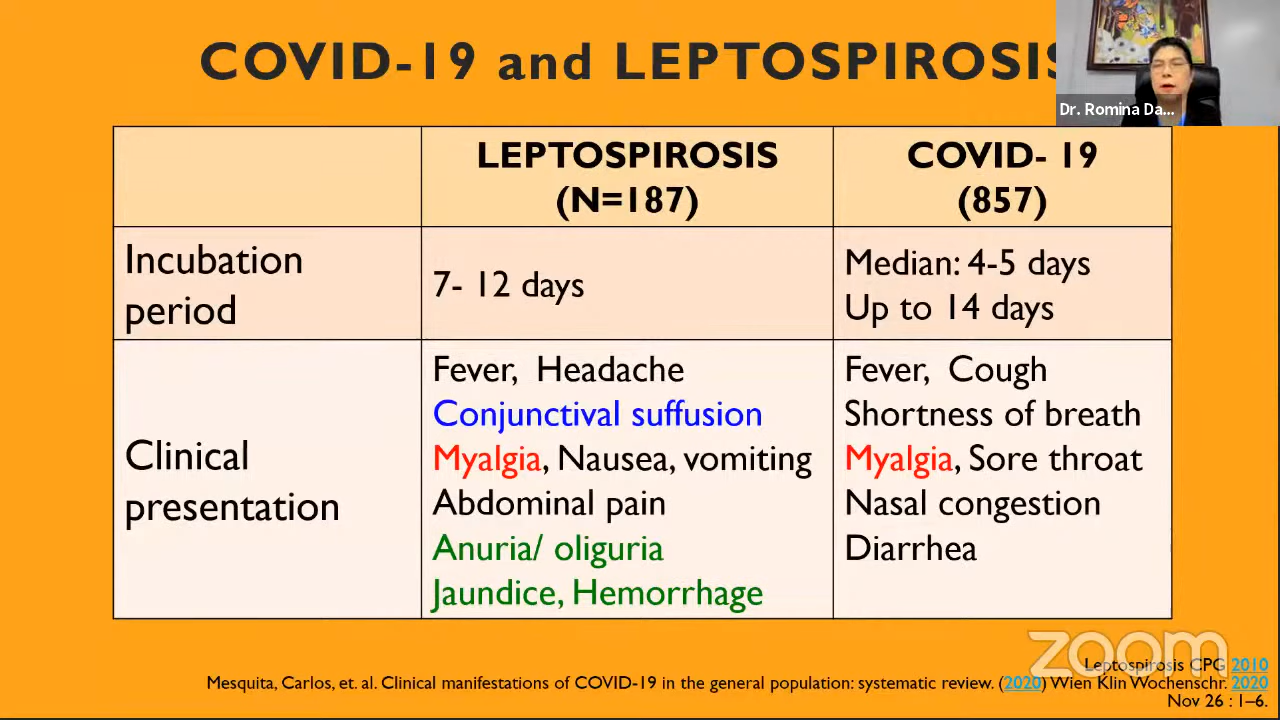 COVID-19 and LEPTOSPIROSIS
Dr. Romina Da...
LEPTOSPIROSIS
(N=187)
COVID- 19
(857)
Incubation
period
7- 12 days
Median: 4-5 days
Up to 14 days
Clinical
presentation
Fever, Headache
Conjunctival suffusion
Myalgia, Nausea, vomiting
Abdominal pain
Anuria/ oliguria
Jaundice, Hemorrhage
Fever, Cough
Shortness of breath
Myalgia, Sore throat
Nasal congestion
Diarrhea
zoom
Leptospirosis CPG 2010
Mesquita, Carlos, et. al. Clinical manifestations of COVID-19 in the general population: systematic review. (2020) Wien Klin Wochenschr. 2020
Nov 26 : 1–6.